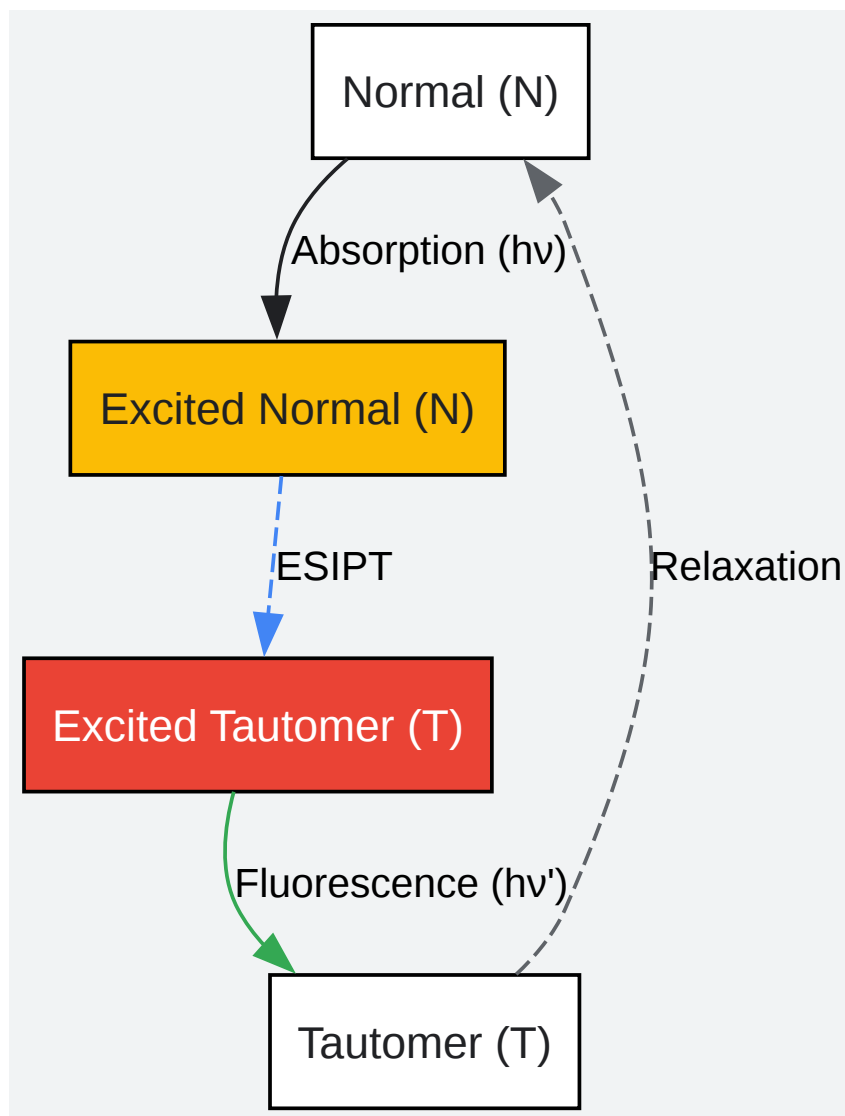 Normal (N)
Absorption (hν)
Excited Normal (N)
ESIPT
Relaxation
Excited Tautomer (T)
Fluorescence (hν')
Tautomer (T)